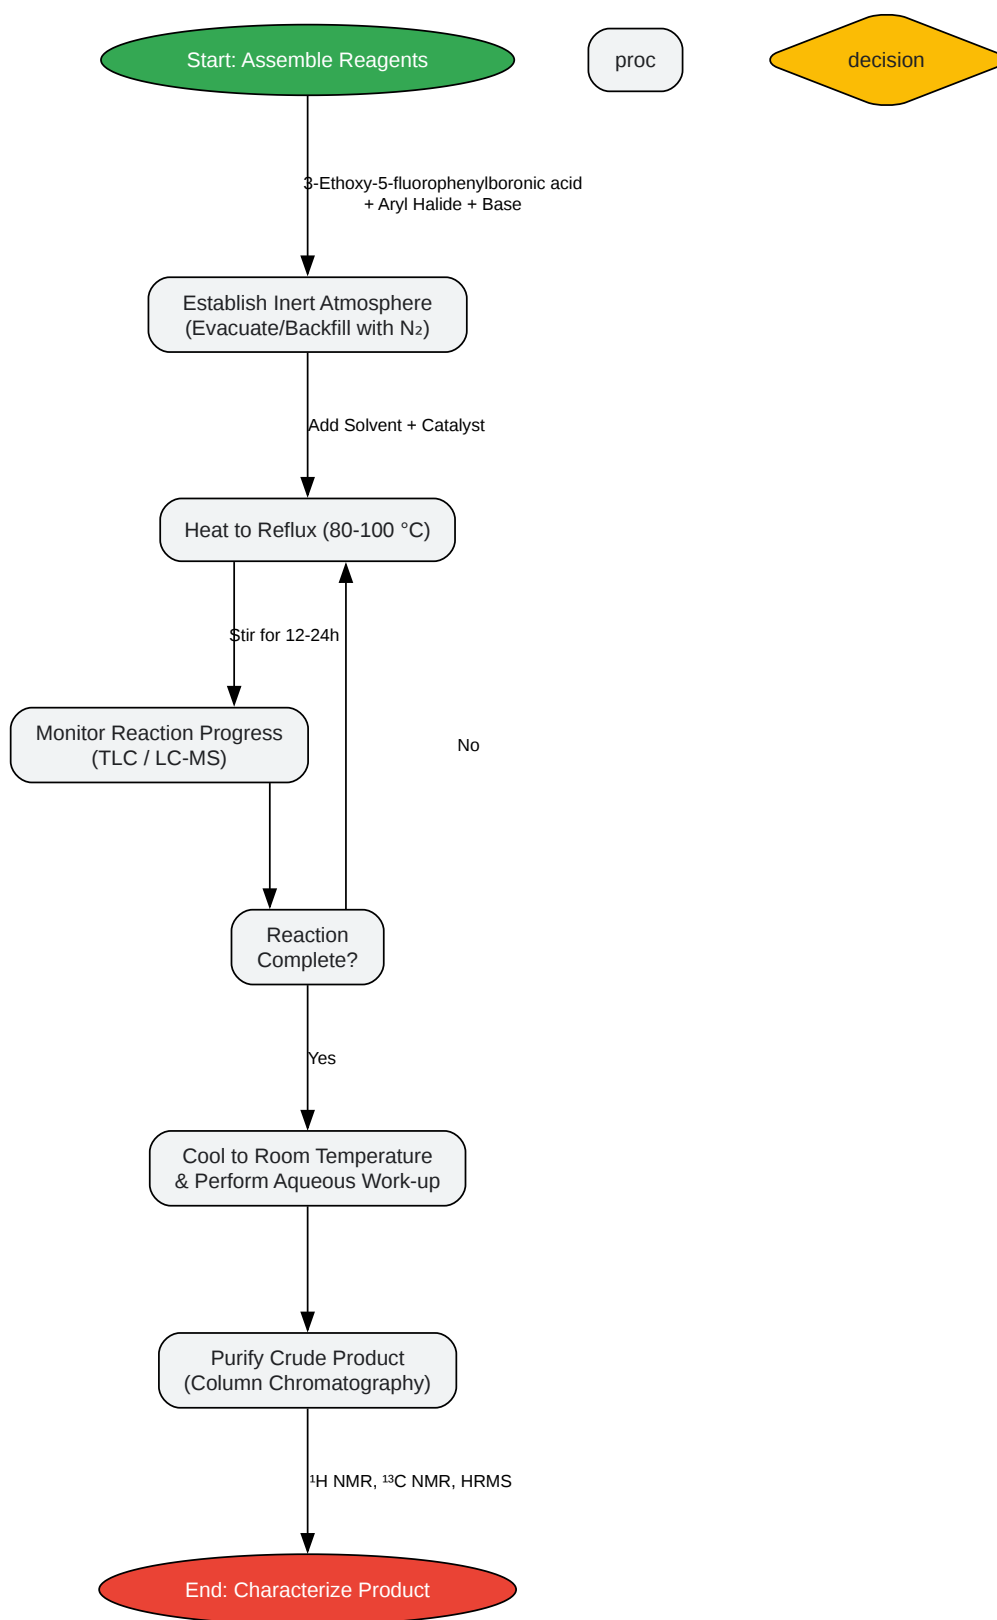 Start: Assemble Reagents
proc
decision
3-Ethoxy-5-fluorophenylboronic acid
+ Aryl Halide + Base
Establish Inert Atmosphere
(Evacuate/Backfill with N₂)
Add Solvent + Catalyst
Heat to Reflux (80-100 °C)
Stir for 12-24h
Monitor Reaction Progress
(TLC / LC-MS)
No
Reaction
Complete?
Yes
Cool to Room Temperature
& Perform Aqueous Work-up
Purify Crude Product
(Column Chromatography)
¹H NMR, ¹³C NMR, HRMS
End: Characterize Product